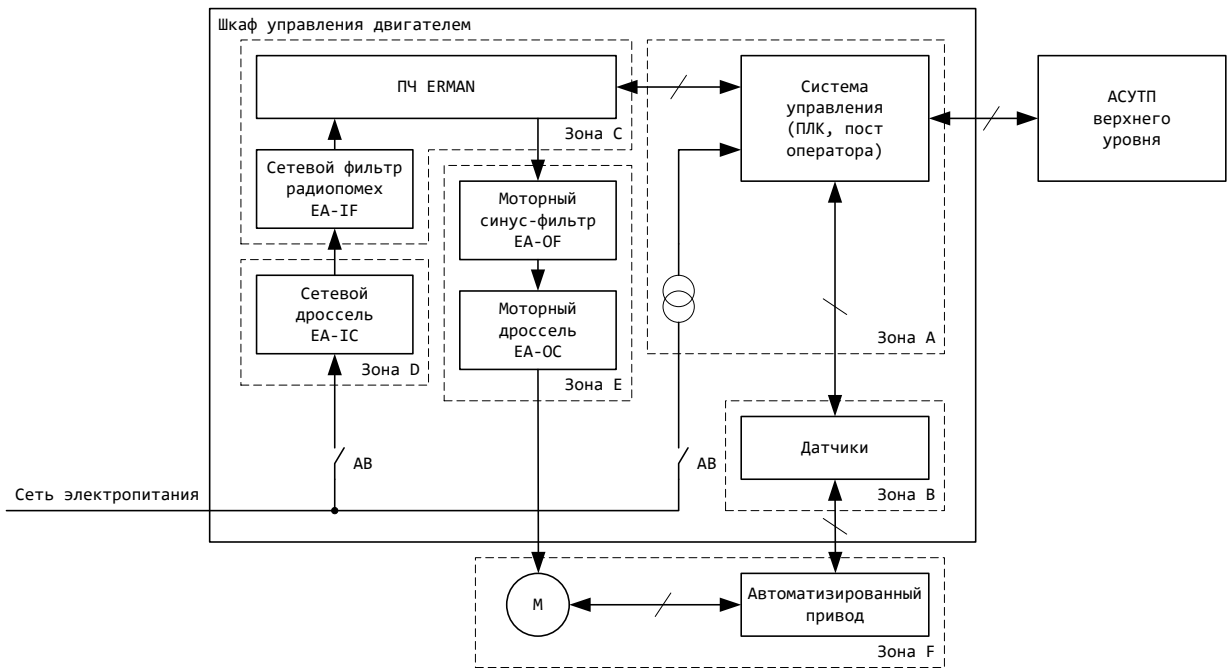 Шкаф управления двигателем
ПЧ ERMAN
Зона C
Сетевой фильтр
радиопомех
EA-IF
Сетевой
дроссель
EA-IC
Зона D
Моторный
синус-фильтр
EA-OF
Моторный
дроссель
EA-OC
Зона E
Система
управления
(ПЛК, пост
оператора)
Зона A
АСУТП
верхнего
уровня
Датчики
Зона B
АВ
АВ
Сеть электропитания
М
Автоматизированный
привод
Зона F